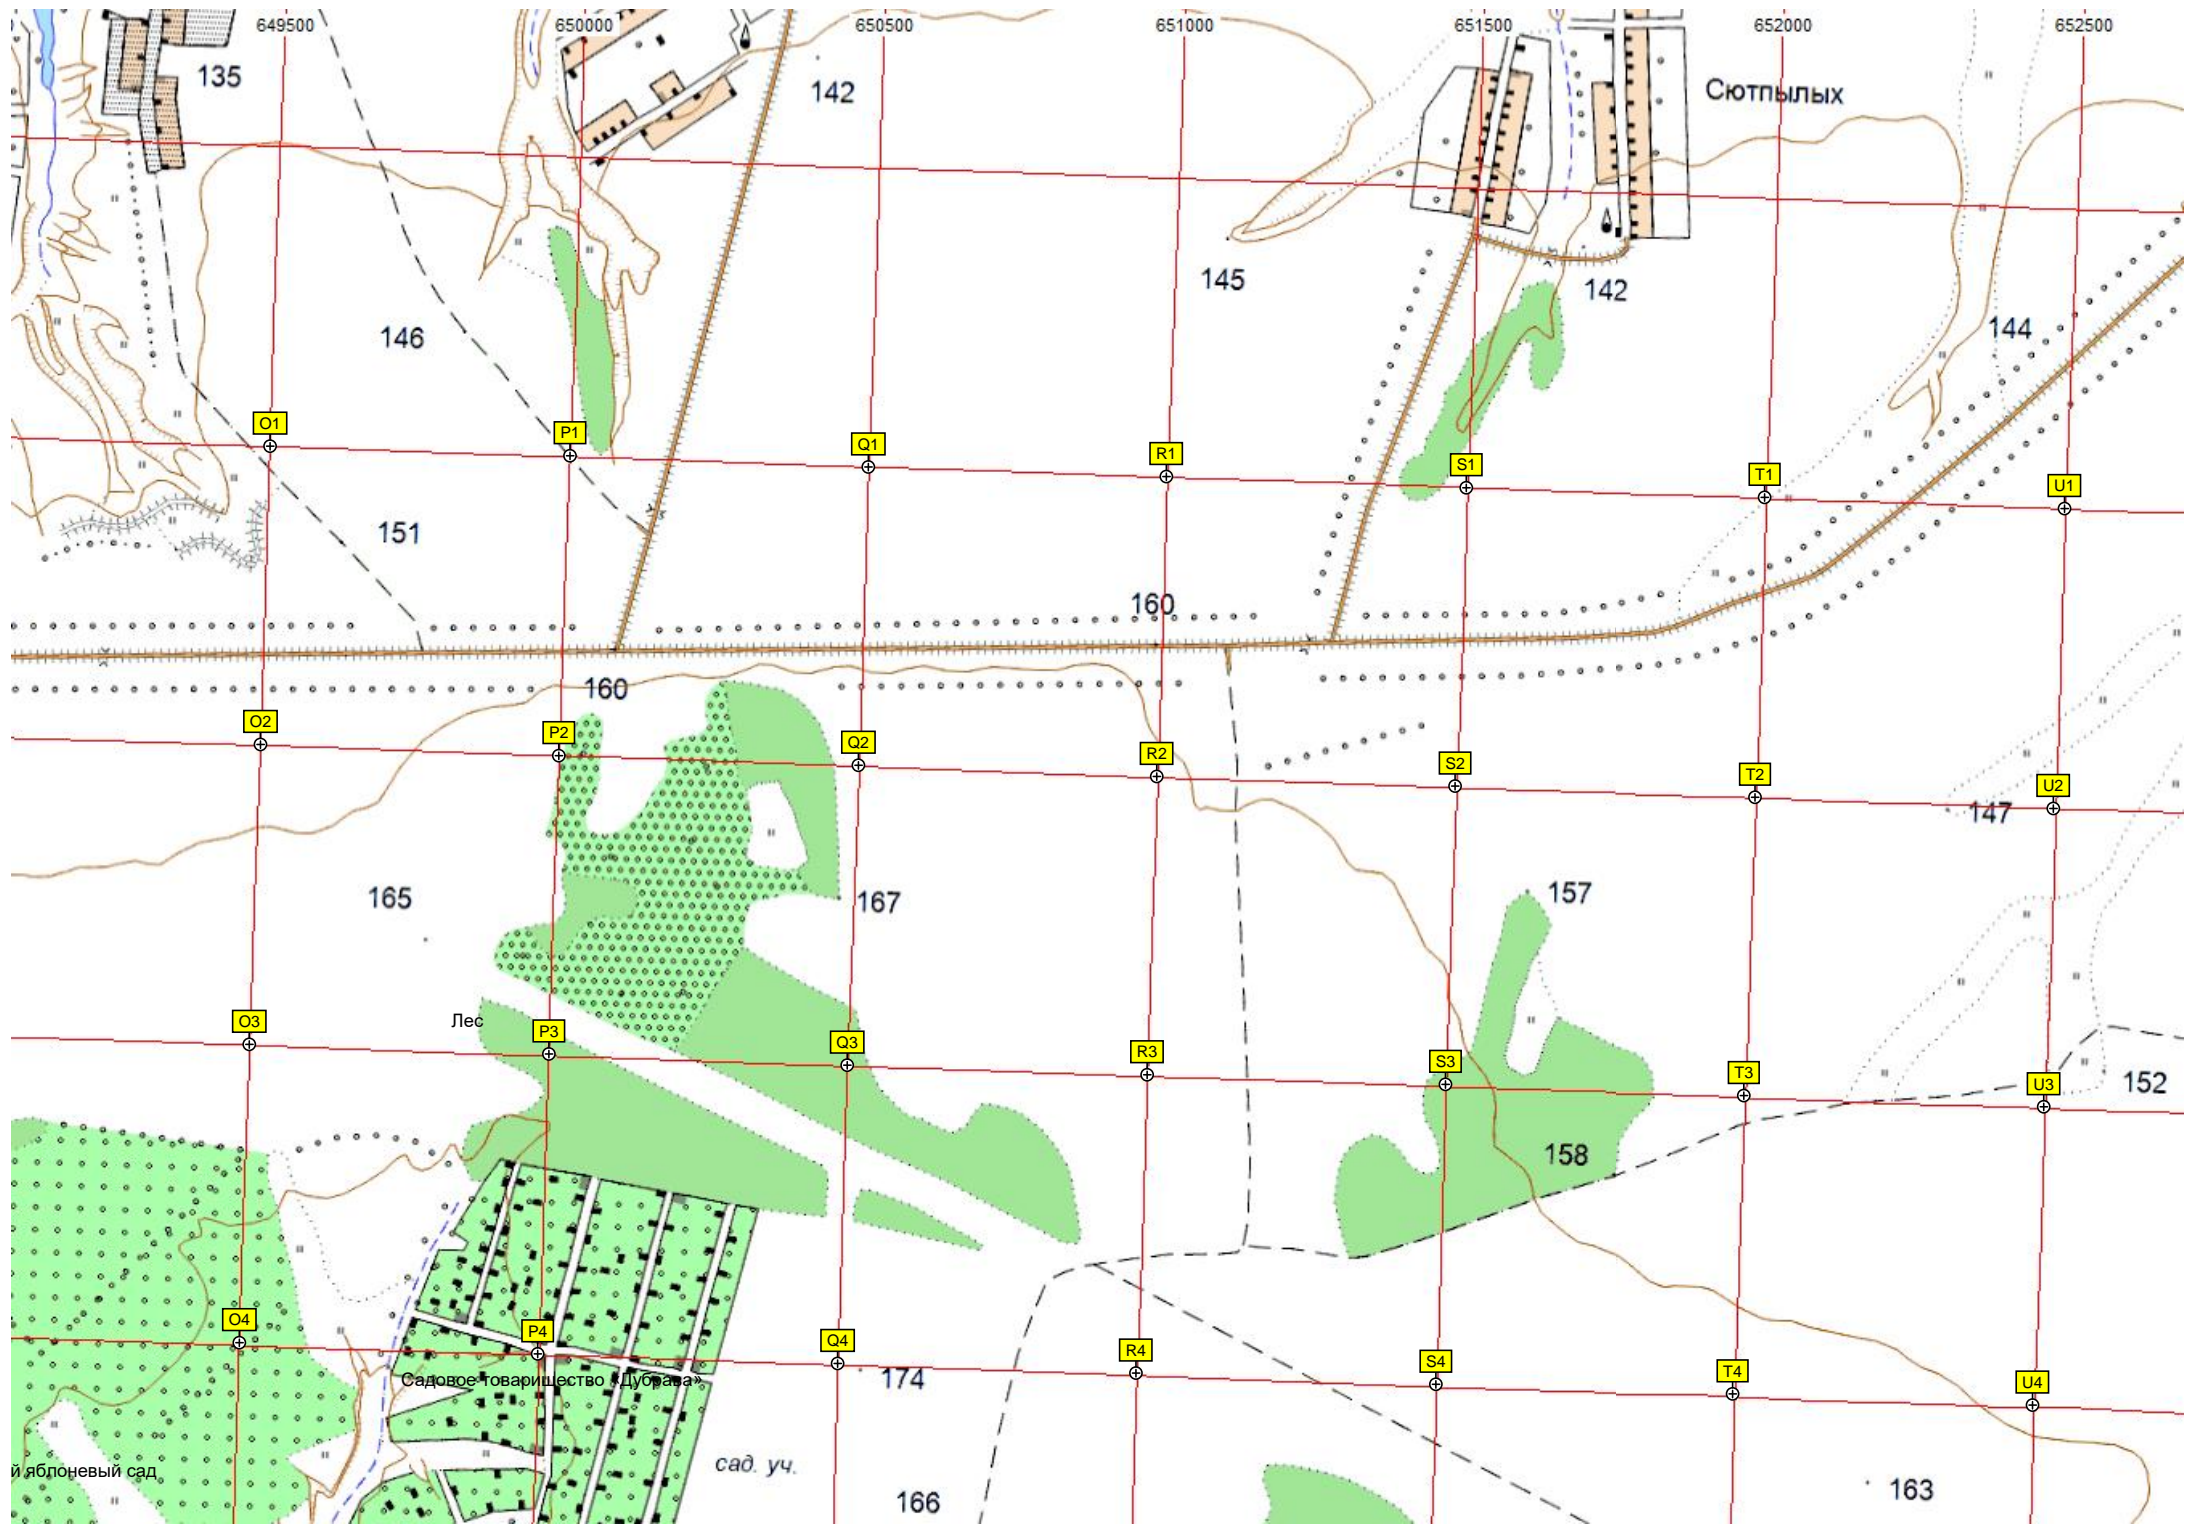 649500 650000 650500 651000 651500 652000 652500
135 142 Сютпылых
145 142
146 144
O1 P1 Q1 R1 S1 T1 U1
151
160
160
O2 P2 Q2 R2 S2 T2 U2
147
165 167 157
Лес
O3 P3 Q3 R3 S3 T3 U3
152
158
O4 P4 Q4 R4 S4 T4 U4
174
Садовое товарищество «Дубрава»
сад. уч.
й яблоневый сад
166 163